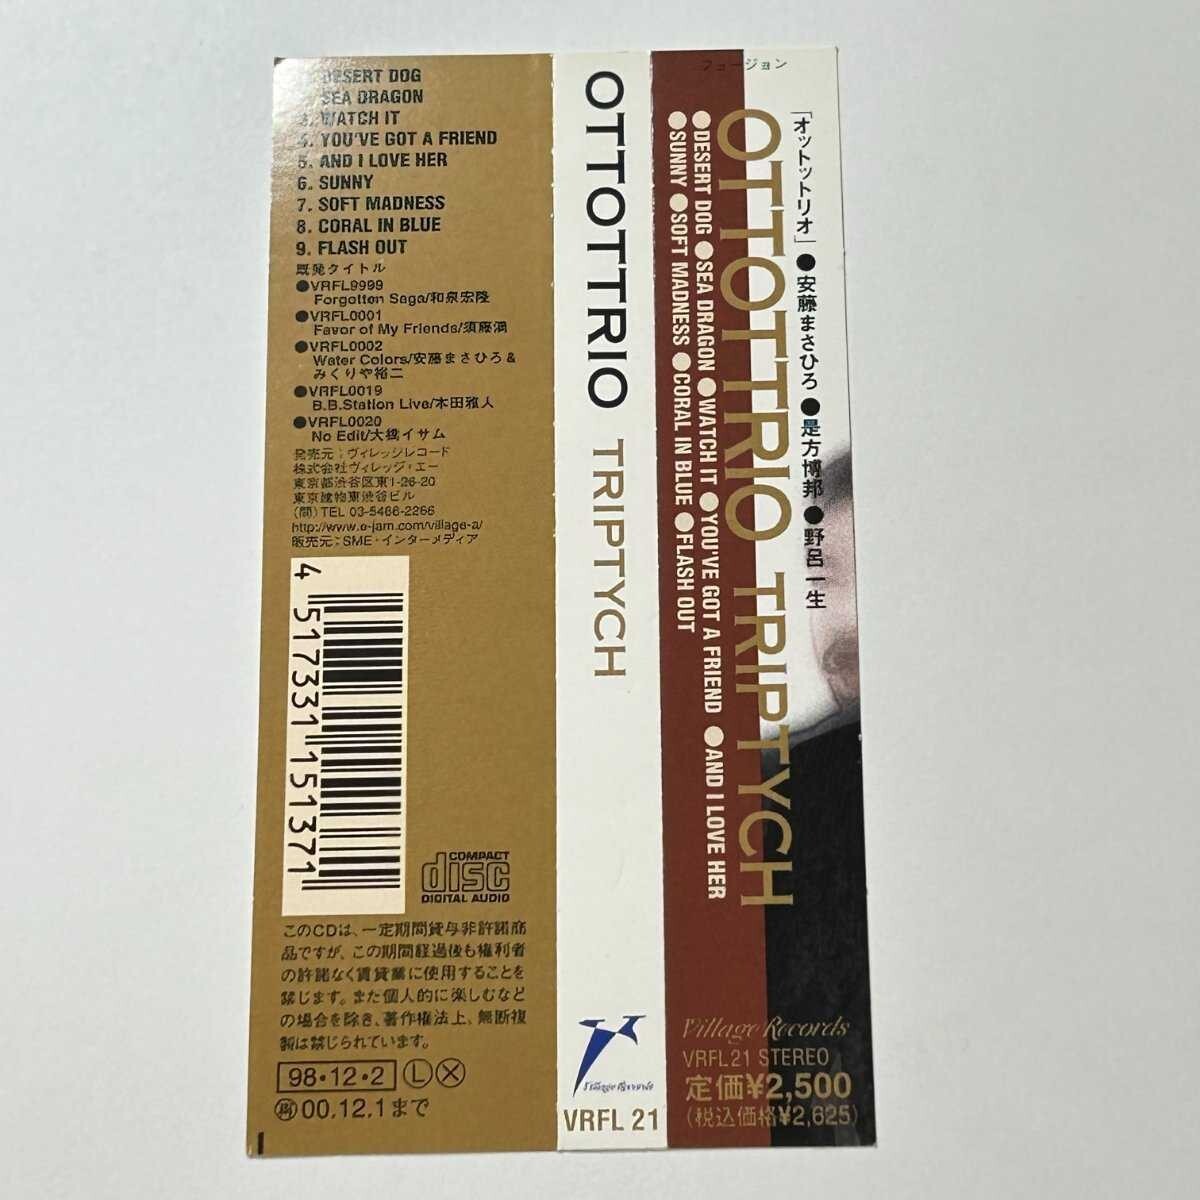 1. DESERT DOG
2. SEA DRAGON
3. WATCH IT
4. YOU'VE GOT A FRIEND
5. AND I LOVE HER
6. SUNNY
7. SOFT MADNESS
8. CORAL IN BLUE
9. FLASH OUT
既発タイトル
●VRFL9999
Forgotten Saga/和泉宏隆
●VRFL0001
Favor of My Friends/須藤満
●VRFL0002
Water Colors/安藤まさひろ&
みくりや裕二
●VRFL0019
B.B.Station Live/本田雅人
●VRFL0020
No Edit/大橋イサム
発売元:ヴィレッジレコード
株式会社ヴィレッジ・エー
東京都渋谷区東1-26-20
東京建物東渋谷ビル
(問)TEL 03-5466-2266
http://www.e-jam.com/village-a/
販売元:SME・インターメディア
4 517331 151371
COMPACT
disc
DIGITAL AUDIO
このCDは、一定期間貸与非許諾商
品ですが、この期間経過後も権利者
の許諾なく賃貸業に使用することを
禁じます。また個人的に楽しむなど
の場合を除き、著作権法上、無断複
製は禁じられています。
98・12・2 Ⓛ Ⓧ
00.12.1まで
OTTOTTRIO TRIPTYCH
Village Records
VRFL 21
フュージョン
「オットットリオ」●安藤まさひろ●是方博邦●野呂一生
OTTOTTRIO TRIPTYCH
●DESERT DOG ●SEA DRAGON ●WATCH IT ●YOU'VE GOT A FRIEND ●AND I LOVE HER
●SUNNY ●SOFT MADNESS ●CORAL IN BLUE ●FLASH OUT
Village Records
VRFL21 STEREO
定価¥2,500
(税込価格¥2,625)